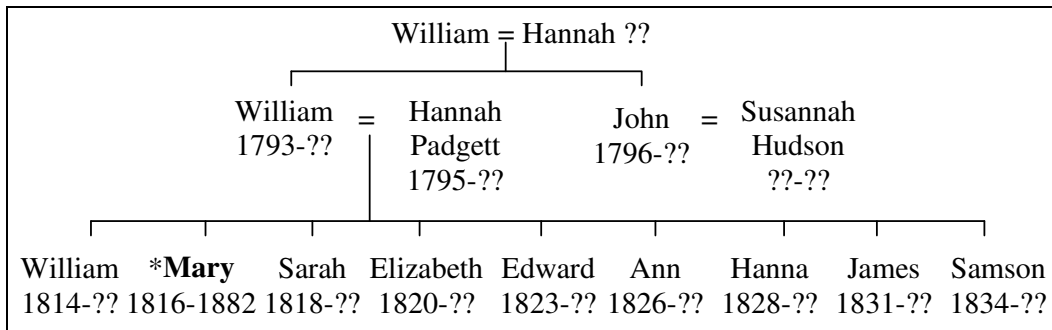 William = Hannah ??
William = Hannah John = Susannah
1793-?? Padgett 1796-?? Hudson
1795-?? ??-??
William *Mary Sarah Elizabeth Edward Ann Hanna James Samson
1814-?? 1816-1882 1818-?? 1820-?? 1823-?? 1826-?? 1828-?? 1831-?? 1834-??